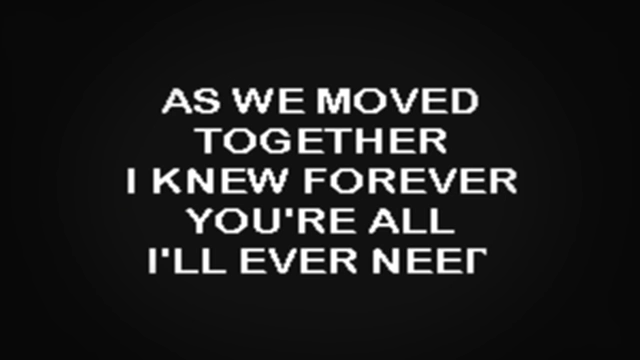 AS WE MOVED
TOGETHER
I KNEW FOREVER
YOU'RE ALL
I'LL EVER NEED